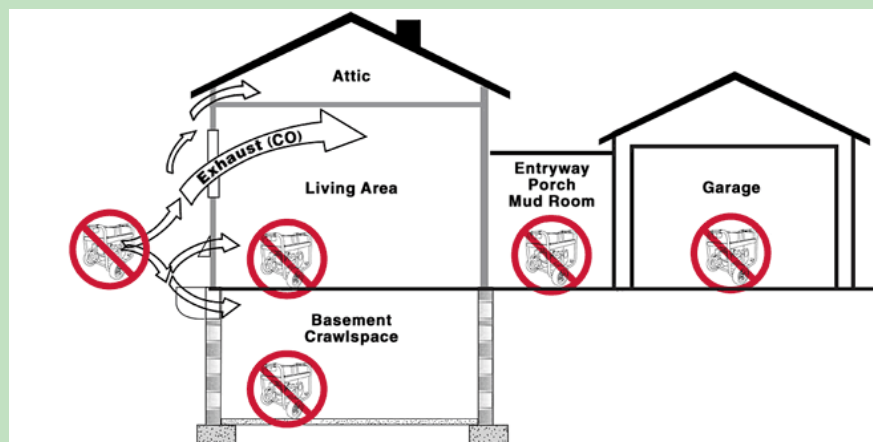 Attic
Exhaust (CO)
Living Area
Entryway
Porch
Mud Room
Garage
Basement
Crawlspace